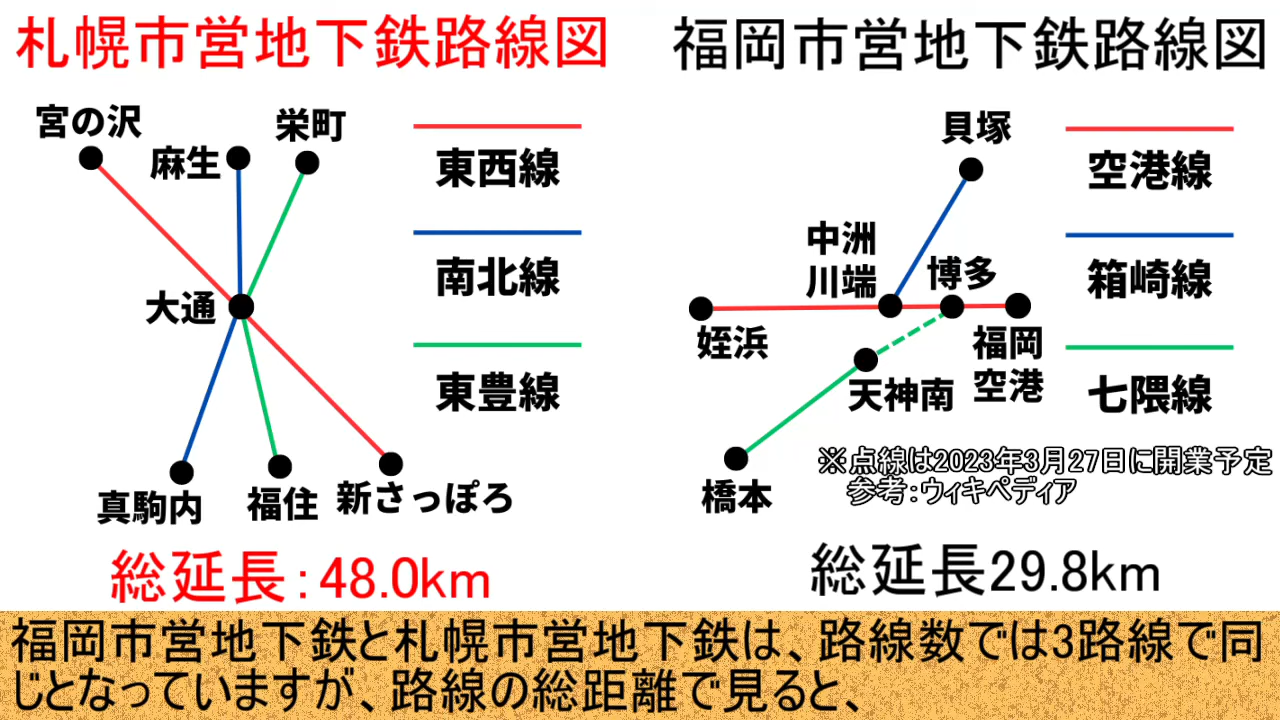 札幌市営地下鉄路線図
宮の沢
麻生
栄町
大通
真駒内
福住
新さっぽろ
東西線
南北線
東豊線
総延長：48.0km
福岡市営地下鉄路線図
貝塚
中洲
川端
博多
姪浜
福岡
空港
天神南
橋本
空港線
箱崎線
七隈線
※点線は2023年3月27日に開業予定
参考：ウィキペディア
総延長29.8km
福岡市営地下鉄と札幌市営地下鉄は、路線数では3路線で同
じとなっていますが、路線の総距離で見ると、